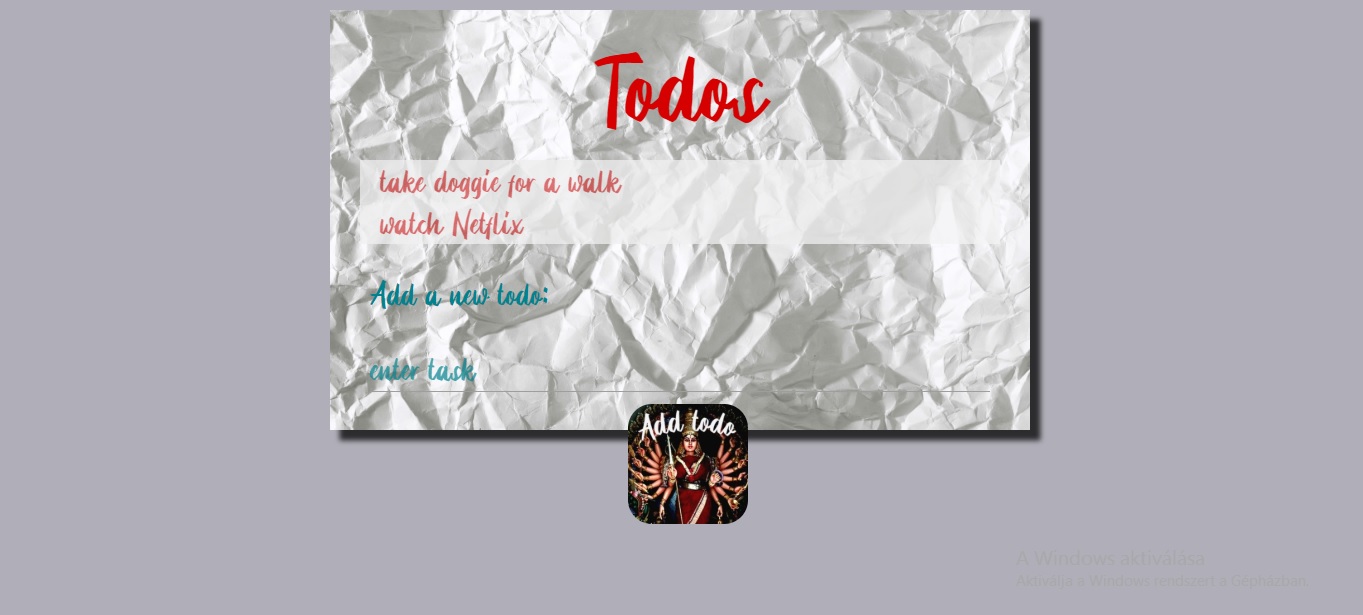 Todos
take doggie for a walk
watch Netflix
Add a new todo:
enter task
Add todo
A Windows aktiválása
Aktiválja a Windows rendszert a Gépházban.